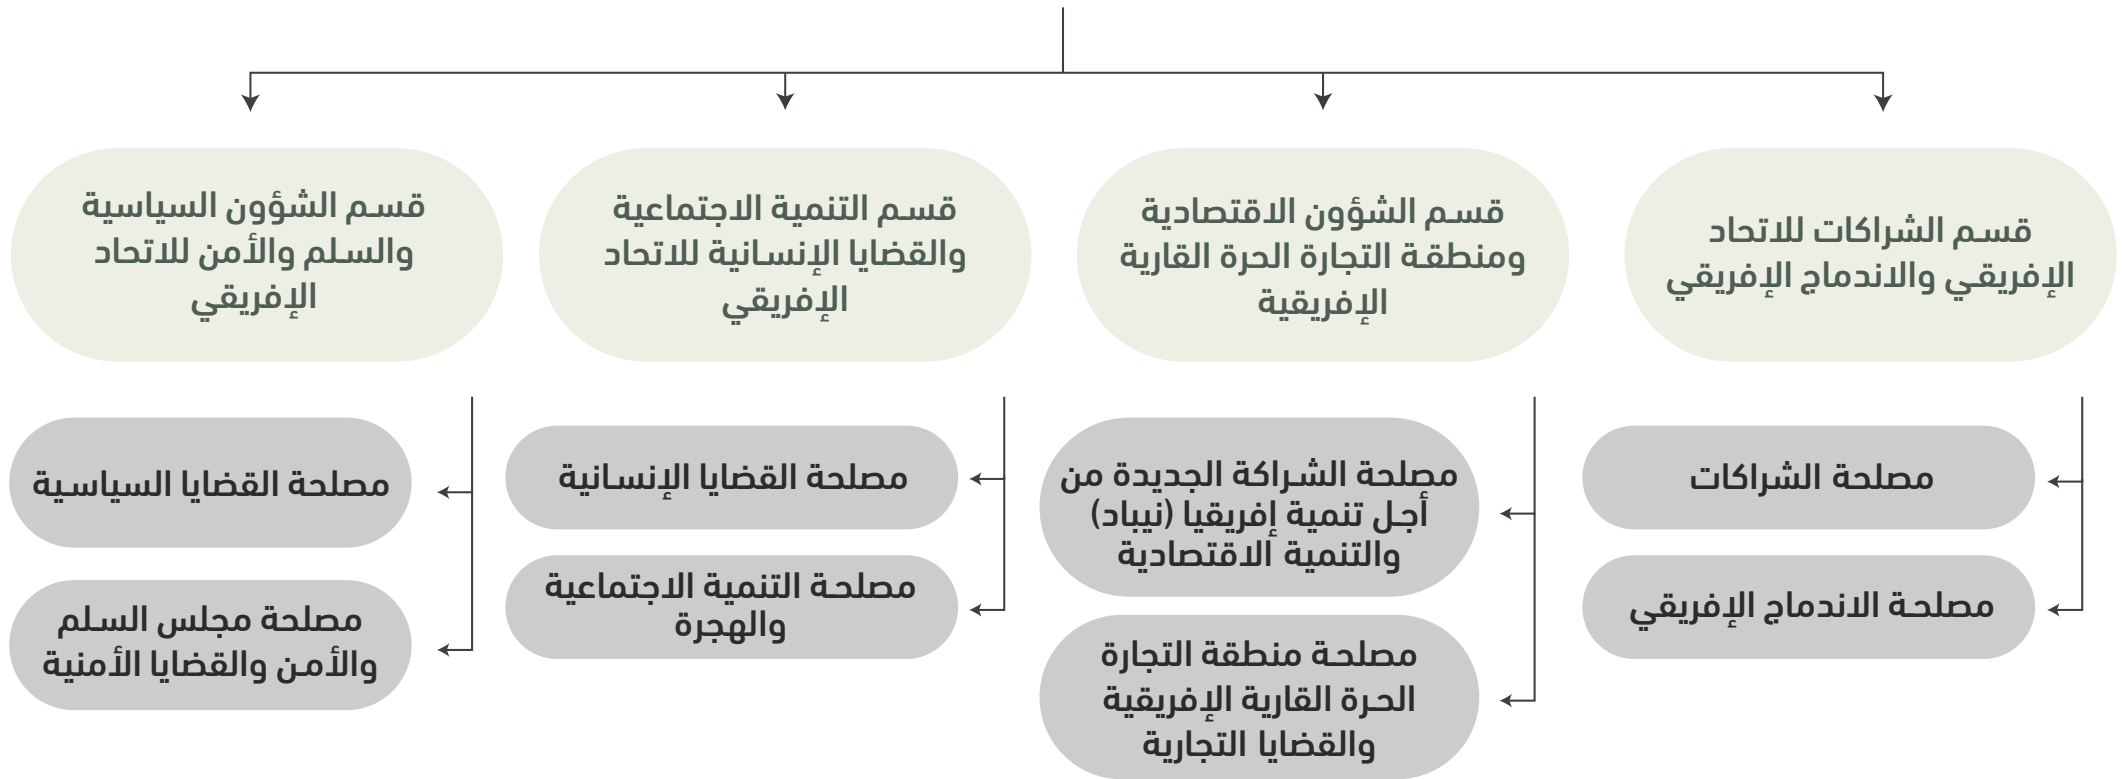 قسم الشراكات للاتحاد
الإفريقي والاندماج الإفريقي
مصلحة الشراكات
مصلحة الاندماج الإفريقي
قسم الشؤون الاقتصادية
ومنطقة التجارة الحرة القارية
الإفريقية
مصلحة الشراكة الجديدة من
أجل تنمية إفريقيا (نيباد)
والتنمية الاقتصادية
مصلحة منطقة التجارة
الحرة القارية الإفريقية
والقضايا التجارية
قسم التنمية الاجتماعية
والقضايا الإنسانية للاتحاد
الإفريقي
مصلحة القضايا الإنسانية
مصلحة التنمية الاجتماعية
والهجرة
قسم الشؤون السياسية
والسلم والأمن للاتحاد
الإفريقي
مصلحة القضايا السياسية
مصلحة مجلس السلم
والأمن والقضايا الأمنية